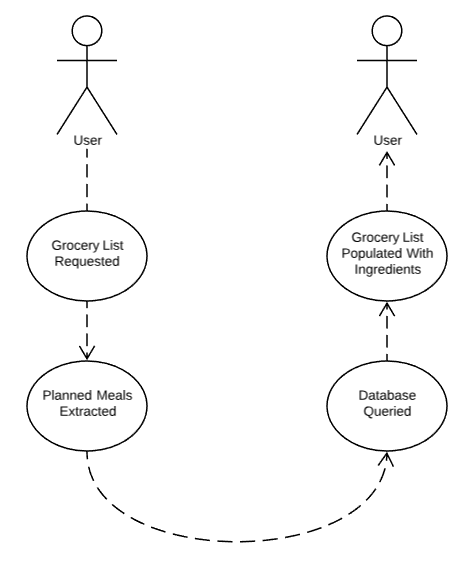 User
Grocery List
Requested
Planned Meals
Extracted
User
Grocery List
Populated With
Ingredients
Database
Queried